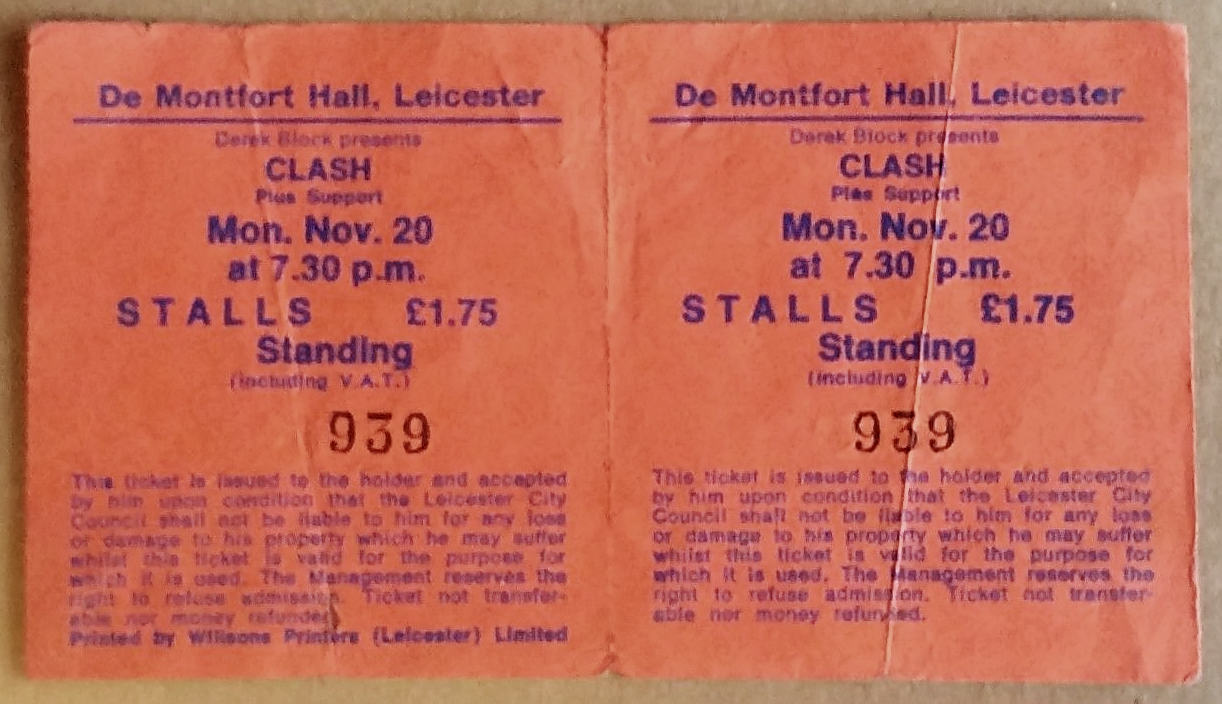 De Montfort Hall, Leicester
Derek Block presents
CLASH
Plus Support
Mon. Nov. 20
at 7.30 p.m.
STALLS £1.75
Standing
(including V.A.T.)
939
This ticket is issued to the holder and accepted
by him upon condition that the Leicester City
Council shall not be liable to him for any loss
or damage to his property which he may suffer
whilst this ticket is valid for the purpose for
which it is used. The Management reserves the
right to refuse admission. Ticket not transfer-
able nor money refunded
Printed by Willsons Printers (Leicester) Limited
De Montfort Hall, Leicester
Derek Block presents
CLASH
Plus Support
Mon. Nov. 20
at 7.30 p.m.
STALLS £1.75
Standing
(including V.A.T.)
939
This ticket is issued to the holder and accepted
by him upon condition that the Leicester City
Council shall not be liable to him for any loss
or damage to his property which he may suffer
whilst this ticket is valid for the purpose for
which it is used. The Management reserves the
right to refuse admission. Ticket not transfer-
able nor money refunded.